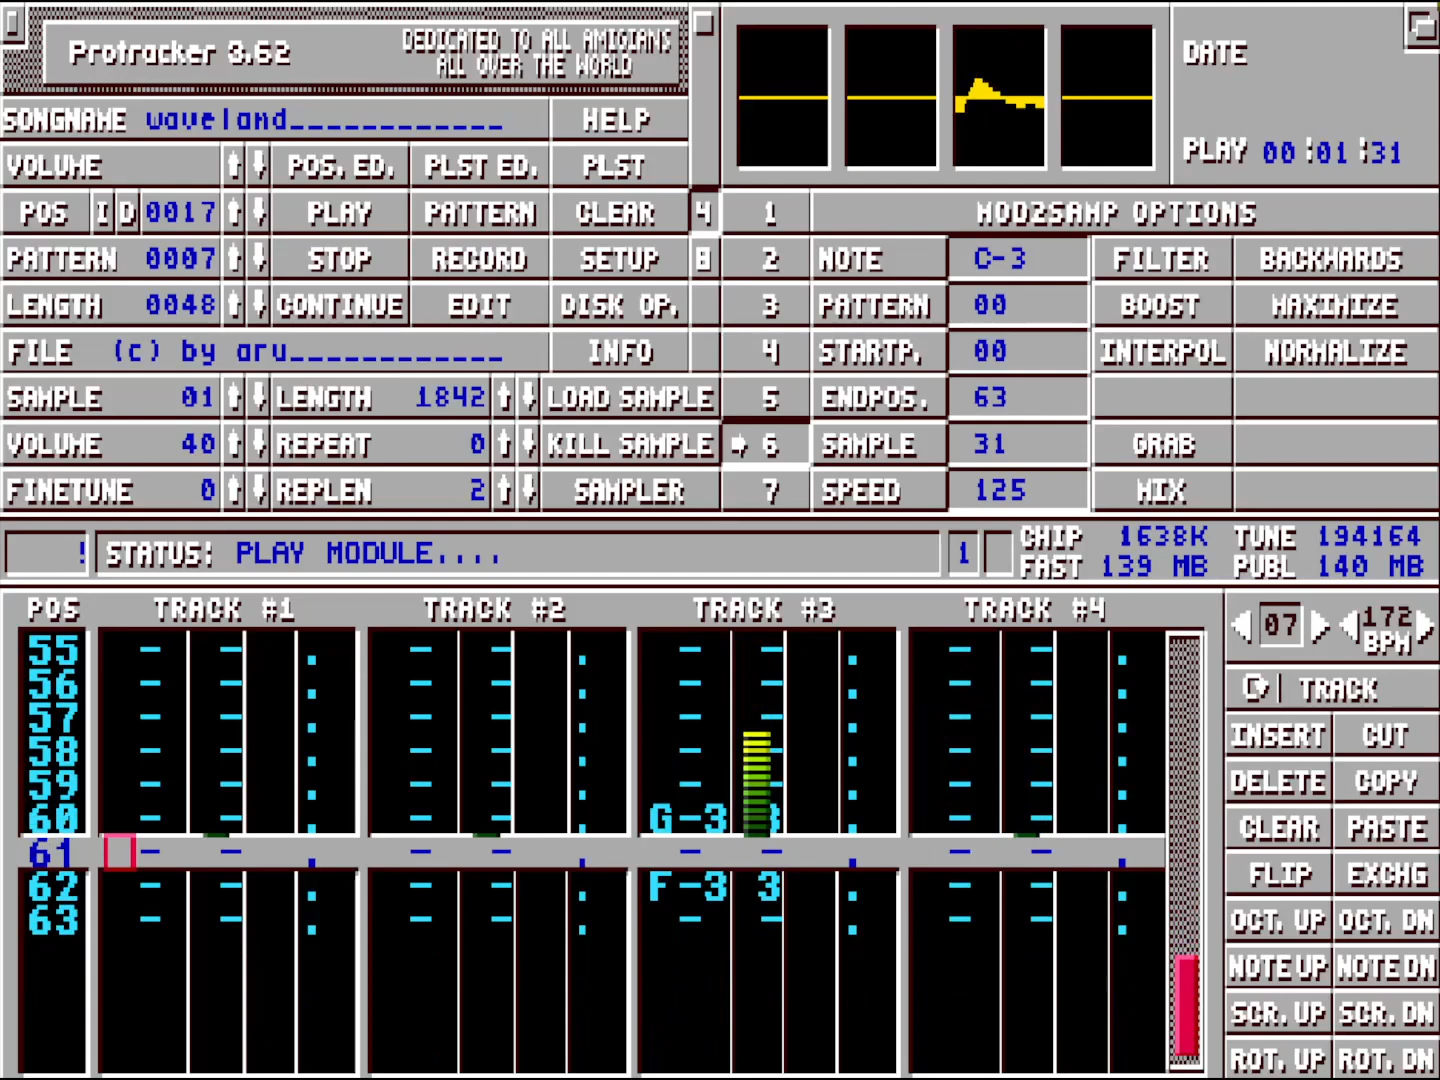 Protracker 3.62
DEDICATED TO ALL AMIGIANS
ALL OVER THE WORLD
DATE
PLAY 00:01:31
SONGNAME waveland____________ HELP
VOLUME POS. ED. PLST ED. PLST
POS I D 0017 PLAY PATTERN CLEAR 4 1 MOD2SAMP OPTIONS
PATTERN 0007 STOP RECORD SETUP 8 2 NOTE C-3 FILTER BACKWARDS
LENGTH 0048 CONTINUE EDIT DISK OP. 3 PATTERN 00 BOOST MAXIMIZE
FILE (c) by aru____________ INFO 4 STARTP. 00 INTERPOL NORMALIZE
SAMPLE 01 LENGTH 1842 LOAD SAMPLE 5 ENDPOS. 63
VOLUME 40 REPEAT 0 KILL SAMPLE 6 SAMPLE 31 GRAB
FINETUNE 0 REPLEN 2 SAMPLER 7 SPEED 125 MIX
! STATUS: PLAY MODULE.... 1
CHIP 1638K TUNE 194164
FAST 139 MB PUBL 140 MB
POS TRACK #1 TRACK #2 TRACK #3 TRACK #4
07 172 BPM
55 - - . - - . - - . - - .
56 - - . - - . - - . - - .
57 - - . - - . - - . - - .
58 - - . - - . - . - - .
59 - - . - - . - . - - .
60 - . - . G-3 3 . - .
61 - - . - - . - - . - - .
62 - - . - - . F-3 3 . - - .
63 - - . - - . - - . - - .
TRACK
INSERT CUT
DELETE COPY
CLEAR PASTE
FLIP EXCHG
OCT. UP OCT. DN
NOTE UP NOTE DN
SCR. UP SCR. DN
ROT. UP ROT. DN